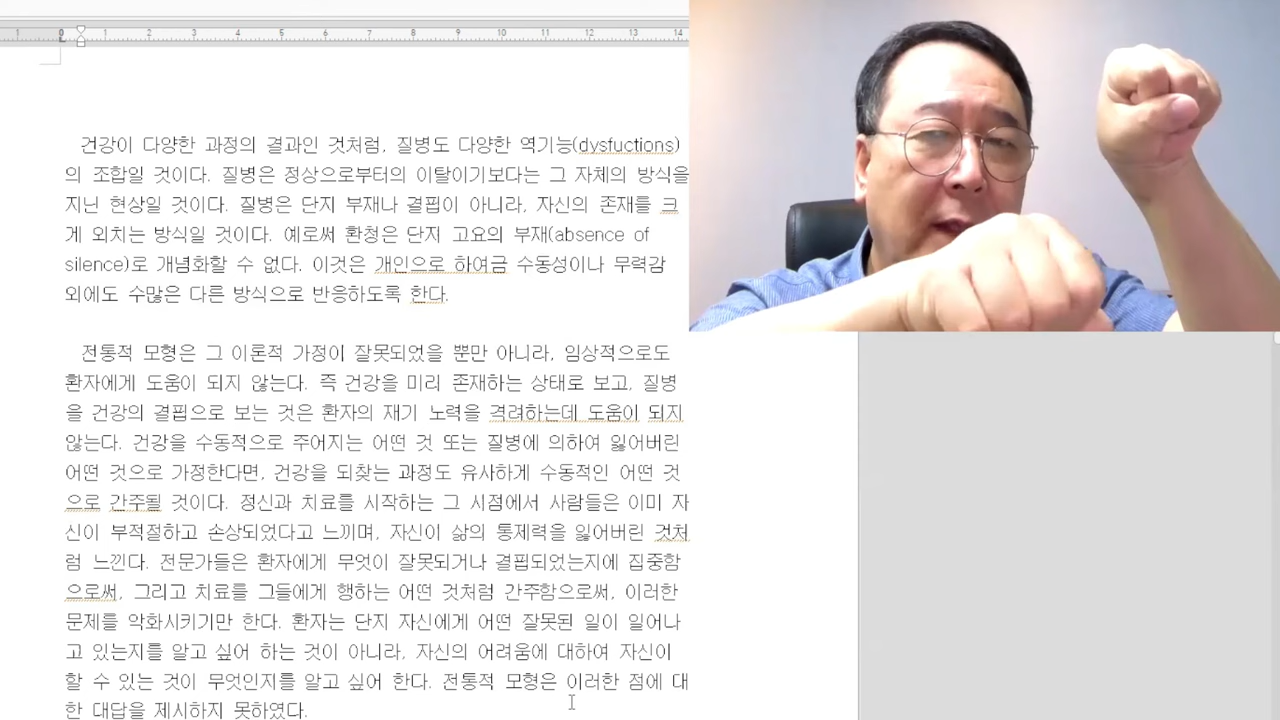 1 0 1 2 3 4 5 6 7 8 9 10 11 12 13 14
건강이 다양한 과정의 결과인 것처럼, 질병도 다양한 역기능(dysfuctions)
의 조합일 것이다. 질병은 정상으로부터의 이탈이기보다는 그 자체의 방식을
지닌 현상일 것이다. 질병은 단지 부재나 결핍이 아니라, 자신의 존재를 크
게 외치는 방식일 것이다. 예로써 환청은 단지 고요의 부재(absence of
silence)로 개념화할 수 없다. 이것은 개인으로 하여금 수동성이나 무력감
외에도 수많은 다른 방식으로 반응하도록 한다.
전통적 모형은 그 이론적 가정이 잘못되었을 뿐만 아니라, 임상적으로도
환자에게 도움이 되지 않는다. 즉 건강을 미리 존재하는 상태로 보고, 질병
을 건강의 결핍으로 보는 것은 환자의 재기 노력을 격려하는데 도움이 되지
않는다. 건강을 수동적으로 주어지는 어떤 것 또는 질병에 의하여 잃어버린
어떤 것으로 가정한다면, 건강을 되찾는 과정도 유사하게 수동적인 어떤 것
으로 간주될 것이다. 정신과 치료를 시작하는 그 시점에서 사람들은 이미 자
신이 부적절하고 손상되었다고 느끼며, 자신이 삶의 통제력을 잃어버린 것처
럼 느낀다. 전문가들은 환자에게 무엇이 잘못되거나 결핍되었는지에 집중함
으로써, 그리고 치료를 그들에게 행하는 어떤 것처럼 간주함으로써, 이러한
문제를 악화시키기만 한다. 환자는 단지 자신에게 어떤 잘못된 일이 일어나
고 있는지를 알고 싶어 하는 것이 아니라, 자신의 어려움에 대하여 자신이
할 수 있는 것이 무엇인지를 알고 싶어 한다. 전통적 모형은 이러한 점에 대
한 대답을 제시하지 못하였다.